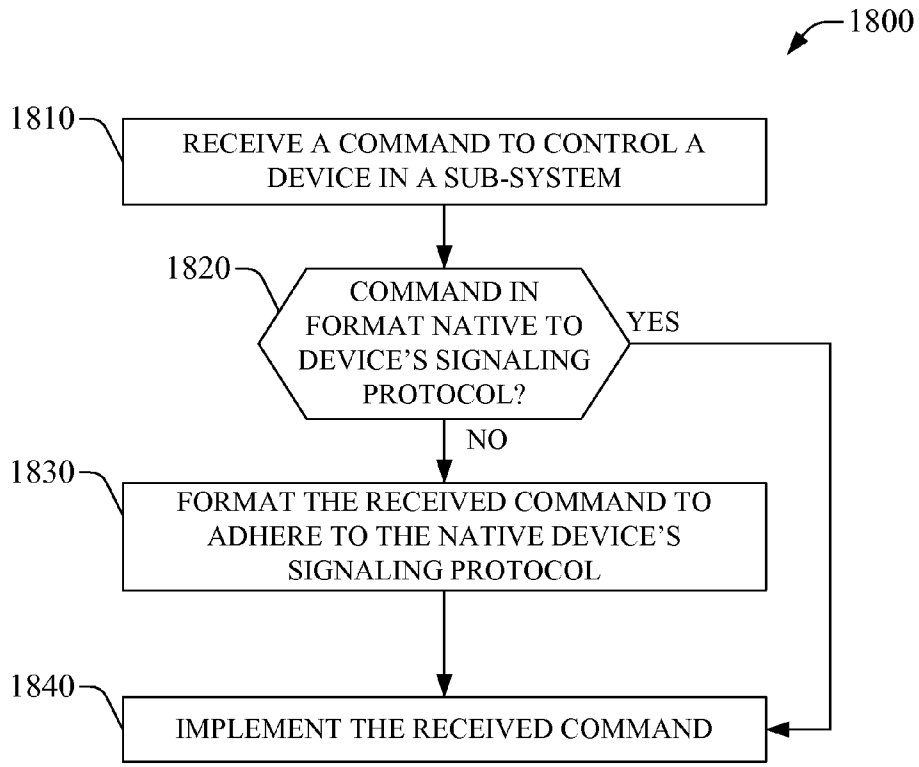 1800
1810
RECEIVE A COMMAND TO CONTROL A
DEVICE IN A SUB-SYSTEM
1820
COMMAND IN
FORMAT NATIVE TO
DEVICE’S SIGNALING
PROTOCOL?
YES
NO
1830
FORMAT THE RECEIVED COMMAND TO
ADHERE TO THE NATIVE DEVICE’S
SIGNALING PROTOCOL
1840
IMPLEMENT THE RECEIVED COMMAND